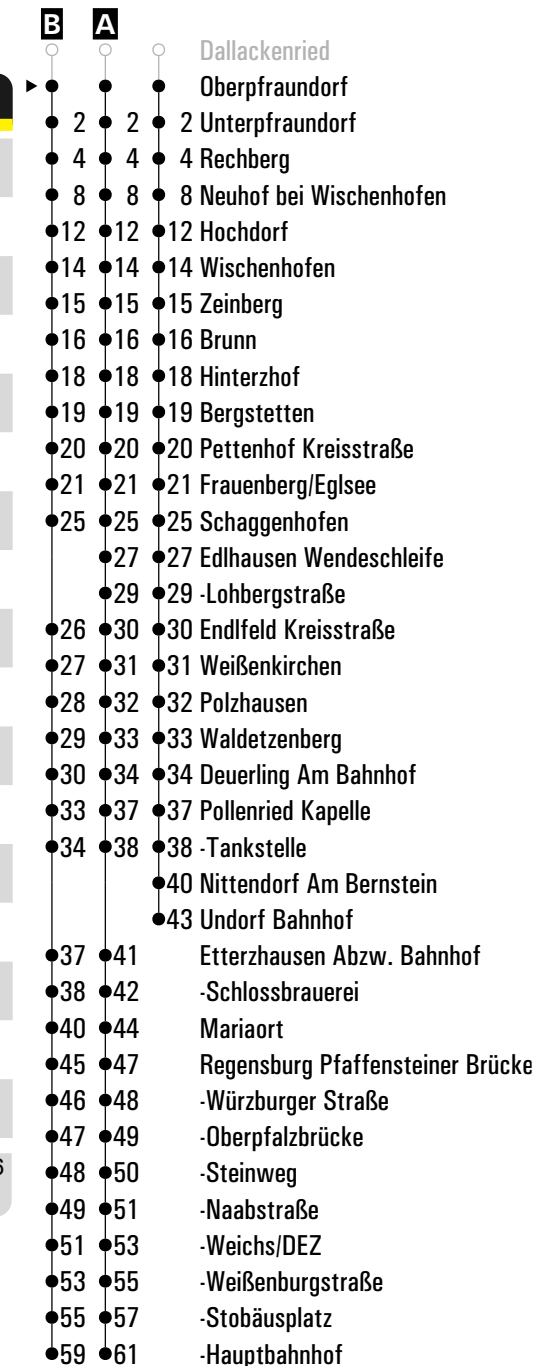 B A
Dallackenried
Oberpfraundorf
2 2 2 Unterpfraundorf
4 4 4 Rechberg
8 8 8 Neuhof bei Wischenhofen
12 12 12 Hochdorf
14 14 14 Wischenhofen
15 15 15 Zeinberg
16 16 16 Brunn
18 18 18 Hinterzhof
19 19 19 Bergstetten
20 20 20 Pettenhof Kreisstraße
21 21 21 Frauenberg/Eglsee
25 25 25 Schaggenhofen
27 27 Edlhausen Wendeschleife
29 29 -Lohbergstraße
26 30 30 Endlfeld Kreisstraße
27 31 31 Weißenkirchen
28 32 32 Polzhausen
29 33 33 Waldetzenberg
30 34 34 Deuerling Am Bahnhof
33 37 37 Pollenried Kapelle
34 38 38 -Tankstelle
40 Nittendorf Am Bernstein
43 Undorf Bahnhof
37 41 Etterzhausen Abzw. Bahnhof
38 42 -Schlossbrauerei
40 44 Mariaort
45 47 Regensburg Pfaffensteiner Brücke
46 48 -Würzburger Straße
47 49 -Oberpfalzbrücke
48 50 -Steinweg
49 51 -Naabstraße
51 53 -Weichs/DEZ
53 55 -Weißenburgstraße
55 57 -Stobäusplatz
59 61 -Hauptbahnhof